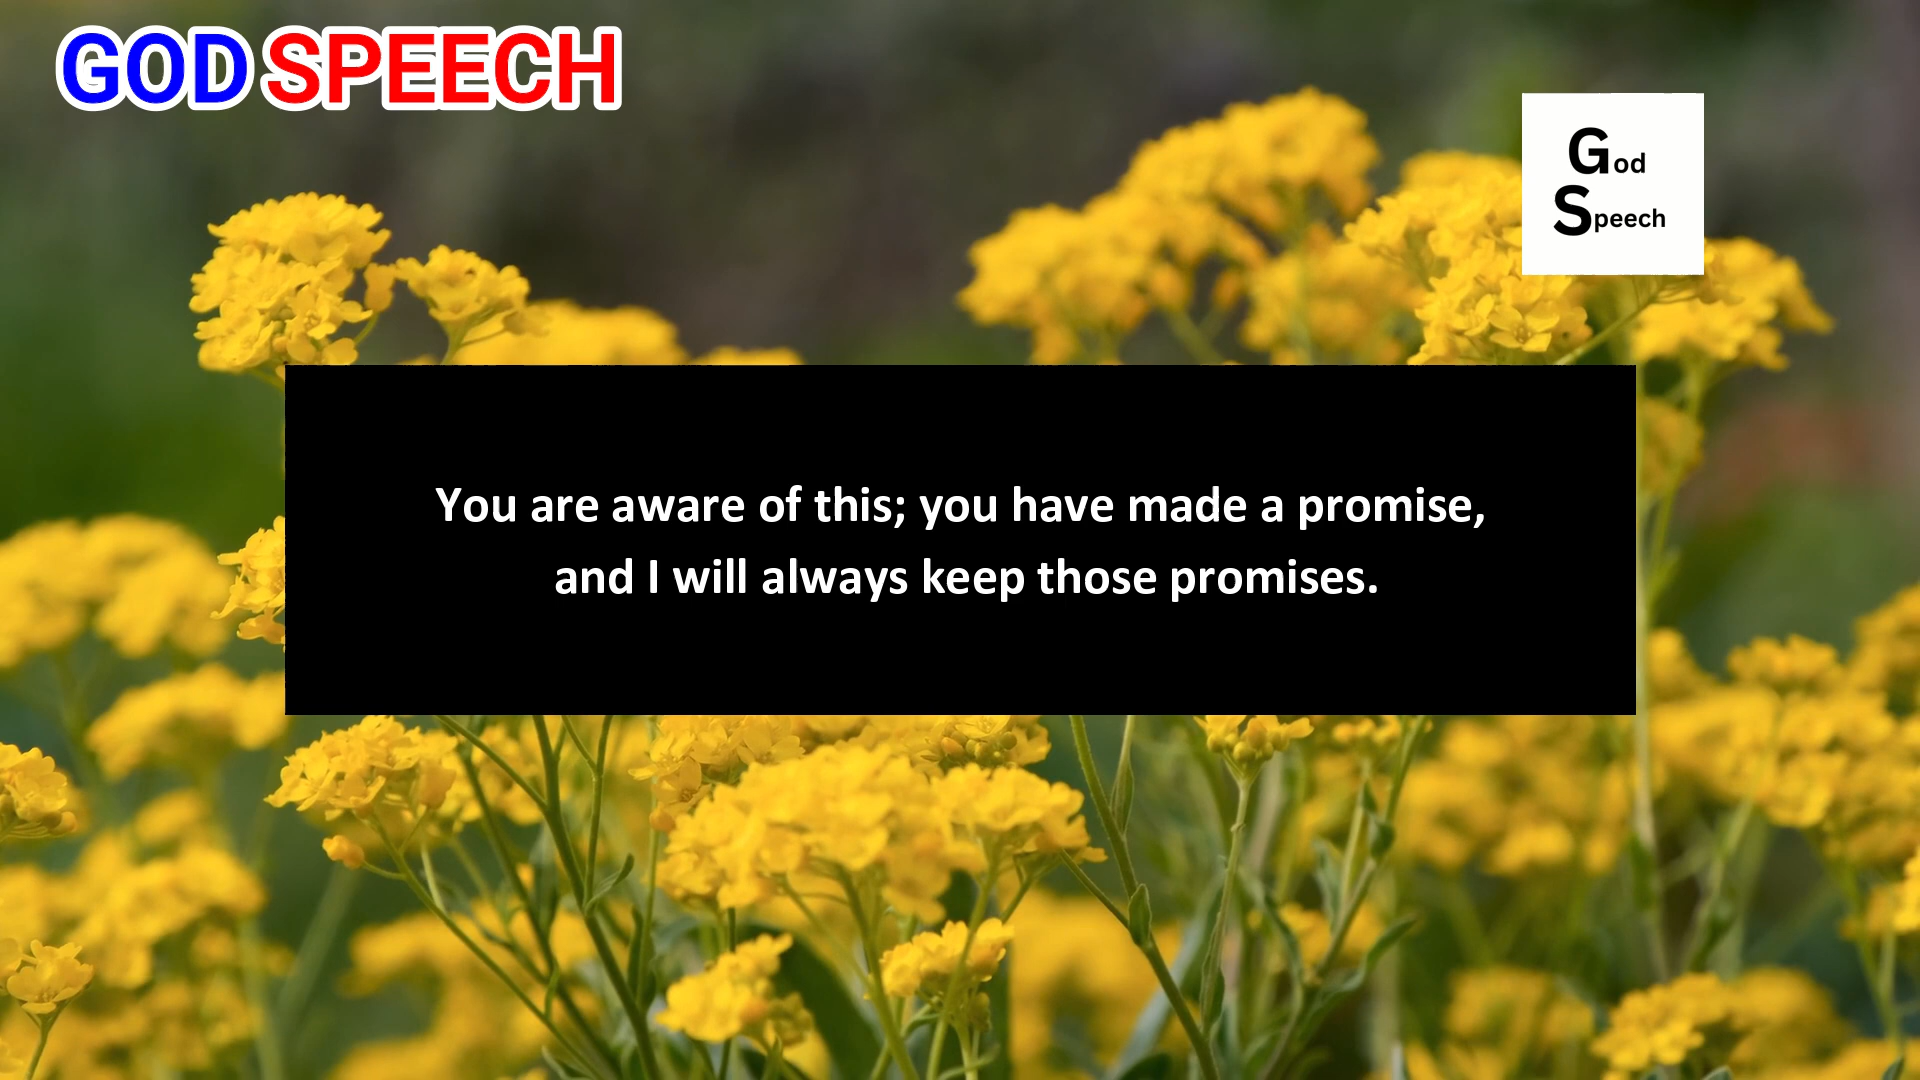 GOD SPEECH
God
Speech
You are aware of this; you have made a promise,
and I will always keep those promises.